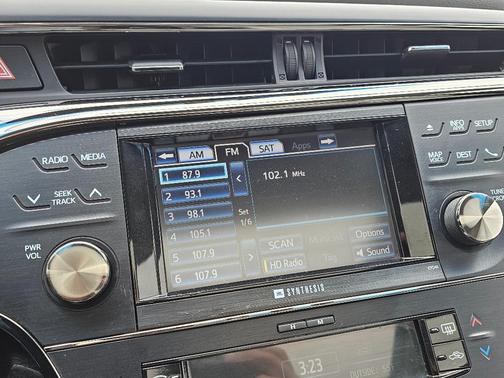 RADIO MEDIA
SEEK
TRACK
PWR
VOL
AM FM SAT Apps
1 87.9
2 93.1
3 98.1
4 105.1
5 107.9
6 107.9
Set
1/6
102.1 MHz
SCAN
HD Radio
Tag
Options
Sound
INFO
APPS
SETUP
MAP
VOICE
DEST
TUNE
JBL SYNTHESIS
H M
3:23
OUTSIDE: